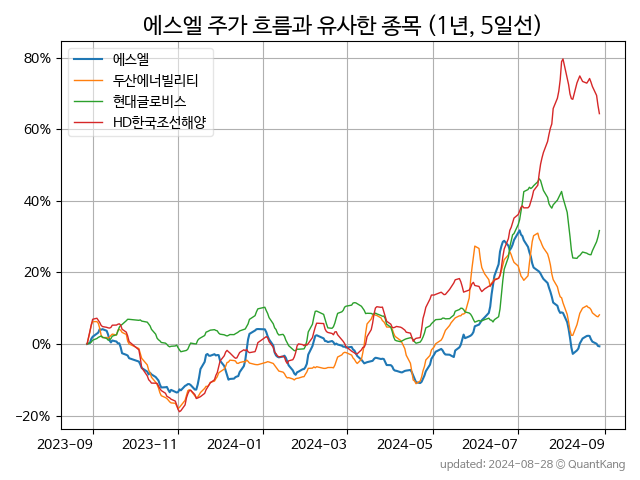 에스엘 주가 흐름과 유사한 종목 (1년, 5일선)
에스엘
두산에너빌리티
현대글로비스
HD한국조선해양
80%
60%
40%
20%
0%
−20%
2023-09 2023-11 2024-01 2024-03 2024-05 2024-07 2024-09
updated: 2024-08-28 © QuantKang